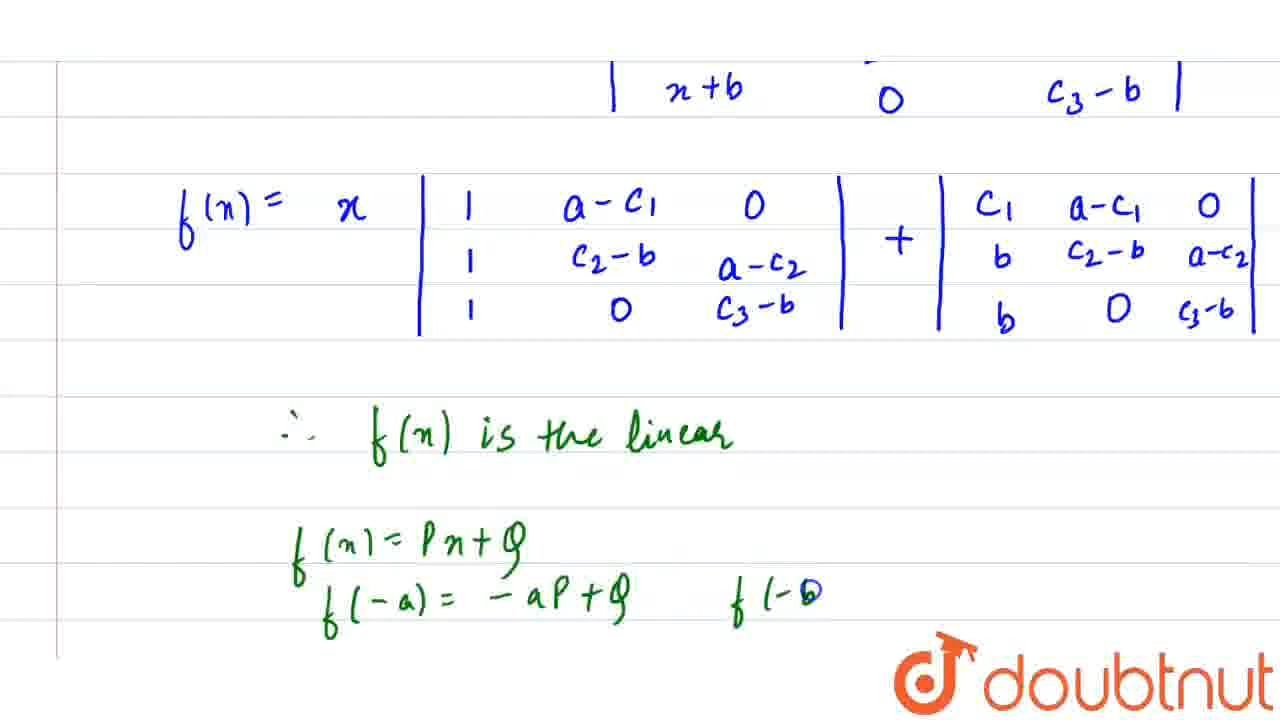 x+b 0 c₃-b
f(x)= x | 1 a-c₁ 0 | + | c₁ a-c₁ 0 |
| 1 c₂-b a-c₂ | | b c₂-b a-c₂ |
| 1 0 c₃-b | | b 0 c₃-b |
∴ f(x) is the linear
f(x)= Px+Q
f(-a)= -aP+Q f(-b
doubtnut